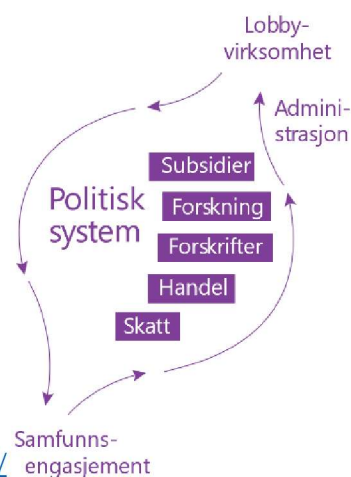 Lobby-
virksomhet
Admini-
strasjon
Subsidier
Politisk
system
Forskning
Forskrifter
Handel
Skatt
Samfunns-
/ engasjement